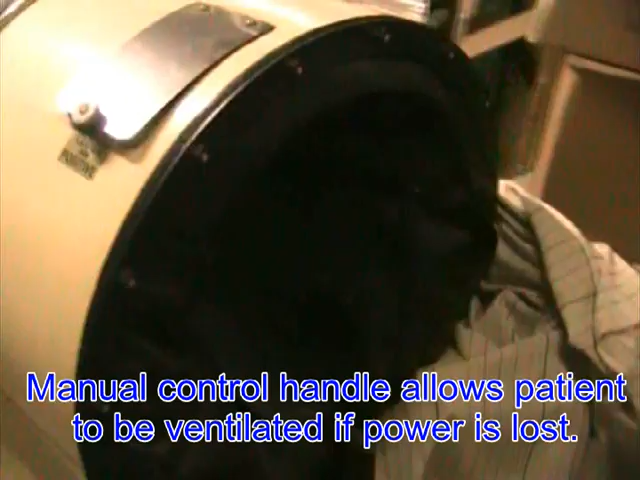 Manual control handle allows patient
to be ventilated if power is lost.